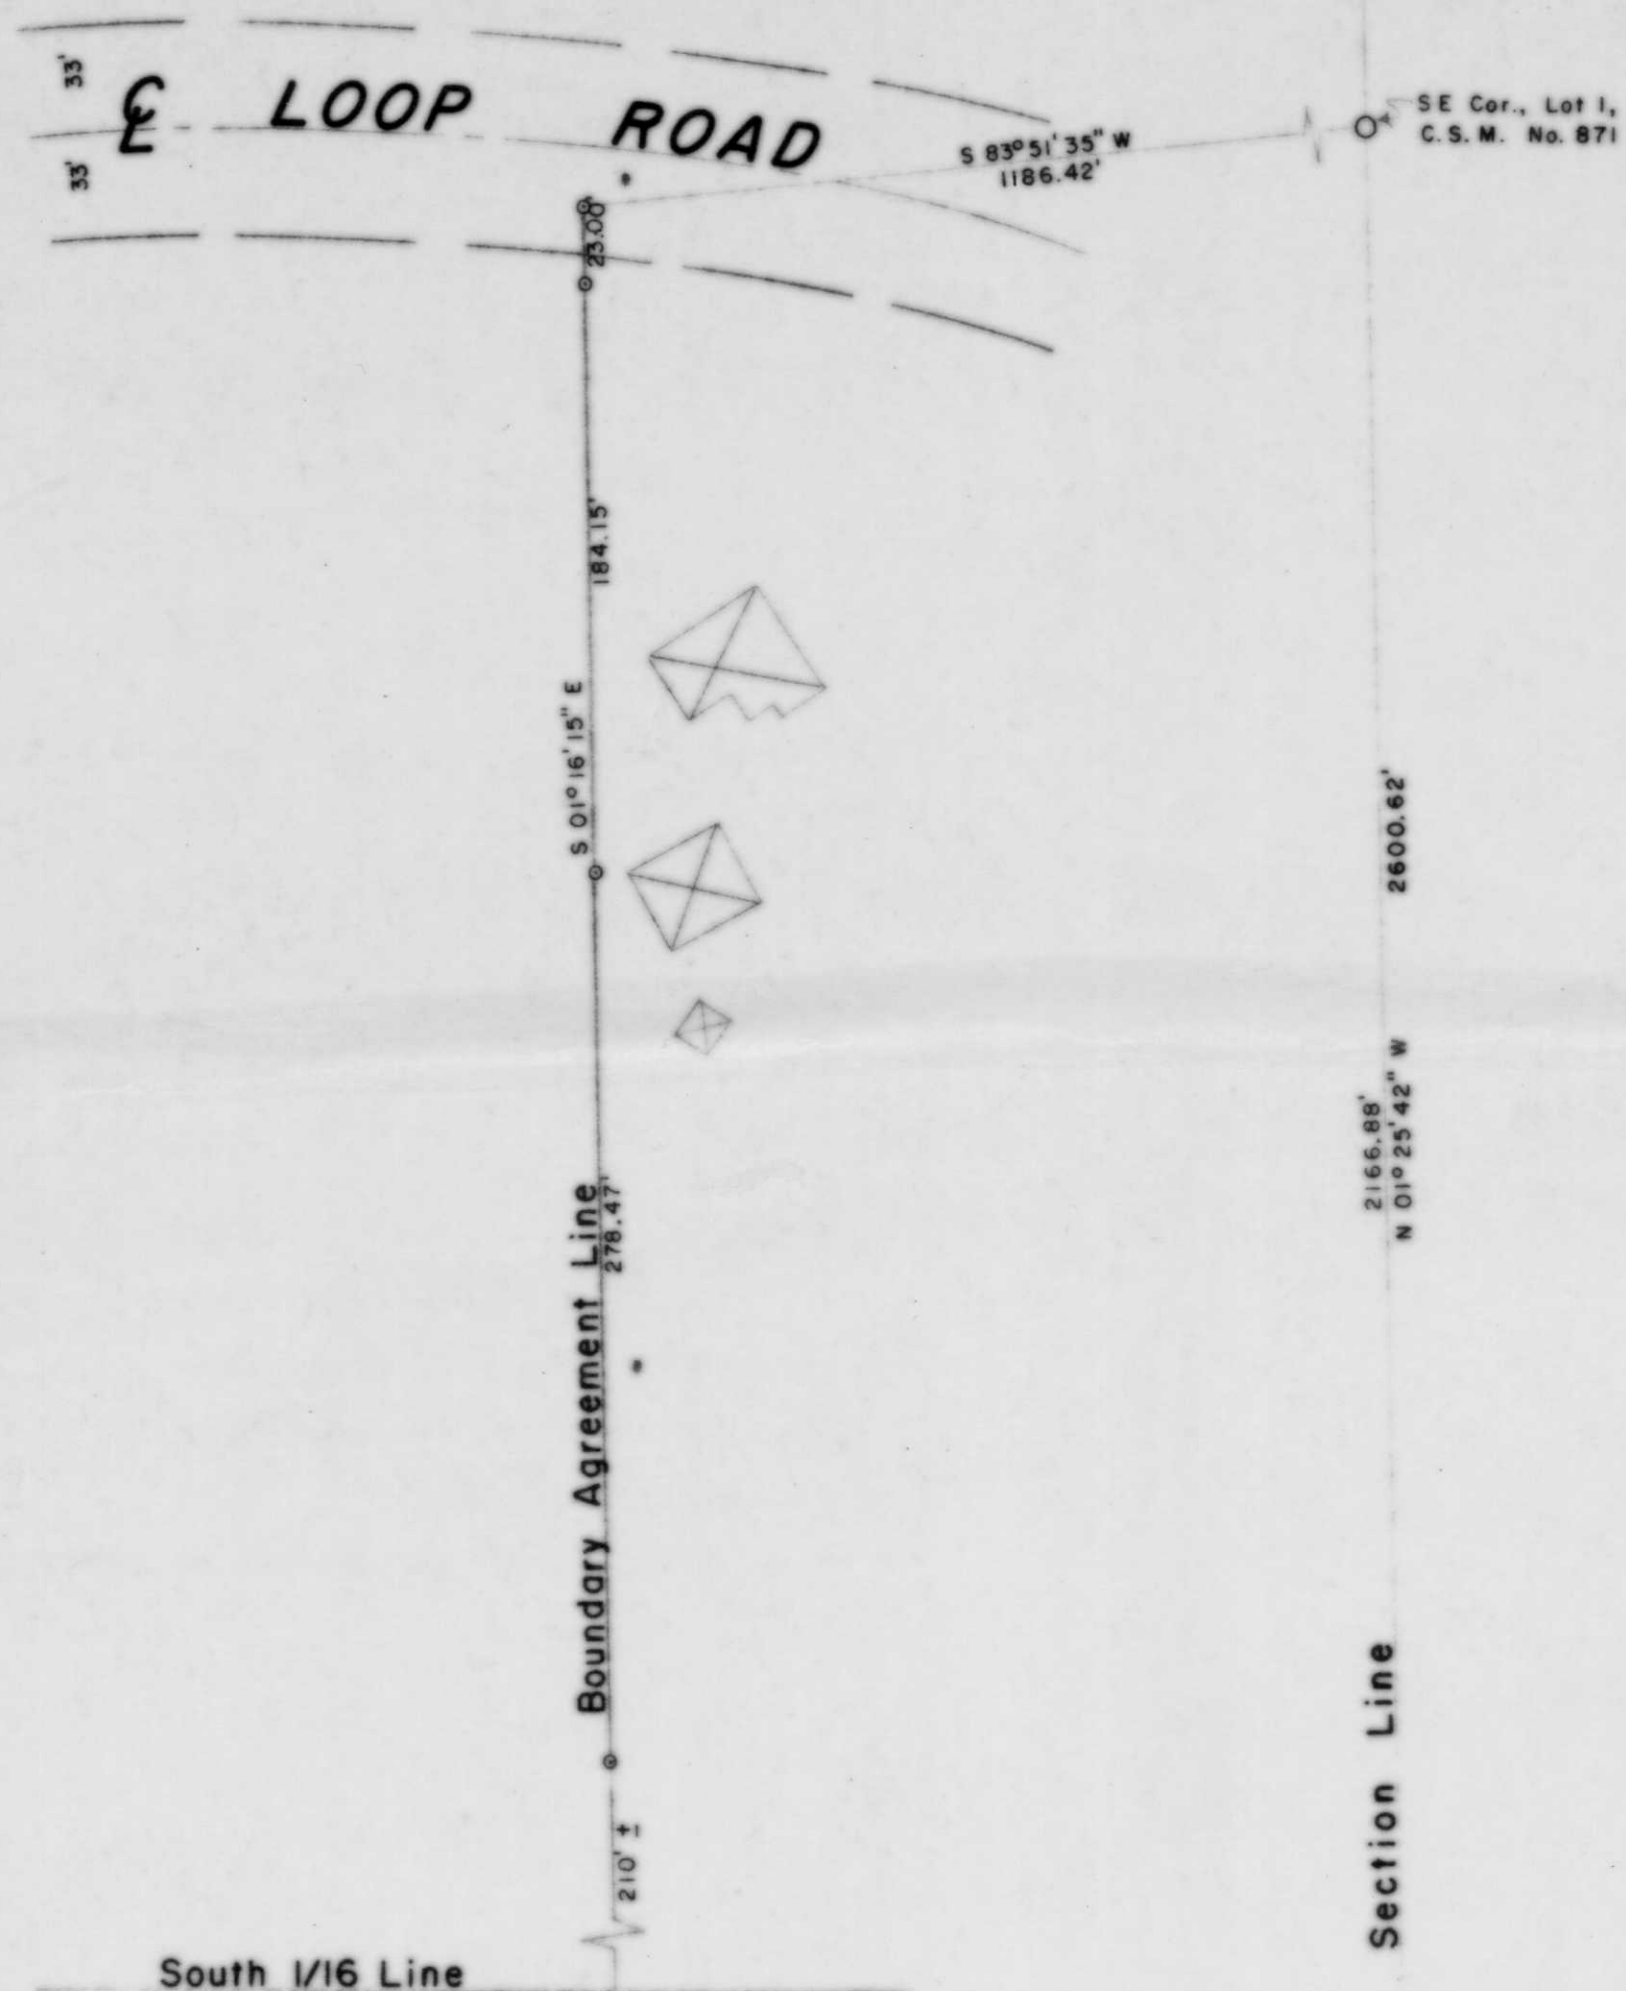 33'
℄ LOOP ROAD
33'
SE Cor., Lot 1,
C.S.M. No. 871
S 83° 51' 35" W
1186.42'
23.00'
184.15'
S 01° 16' 15" E
2600.62'
2166.88'
N 01° 25' 42" W
Boundary Agreement Line
278.47'
Section Line
210' ±
South 1/16 Line